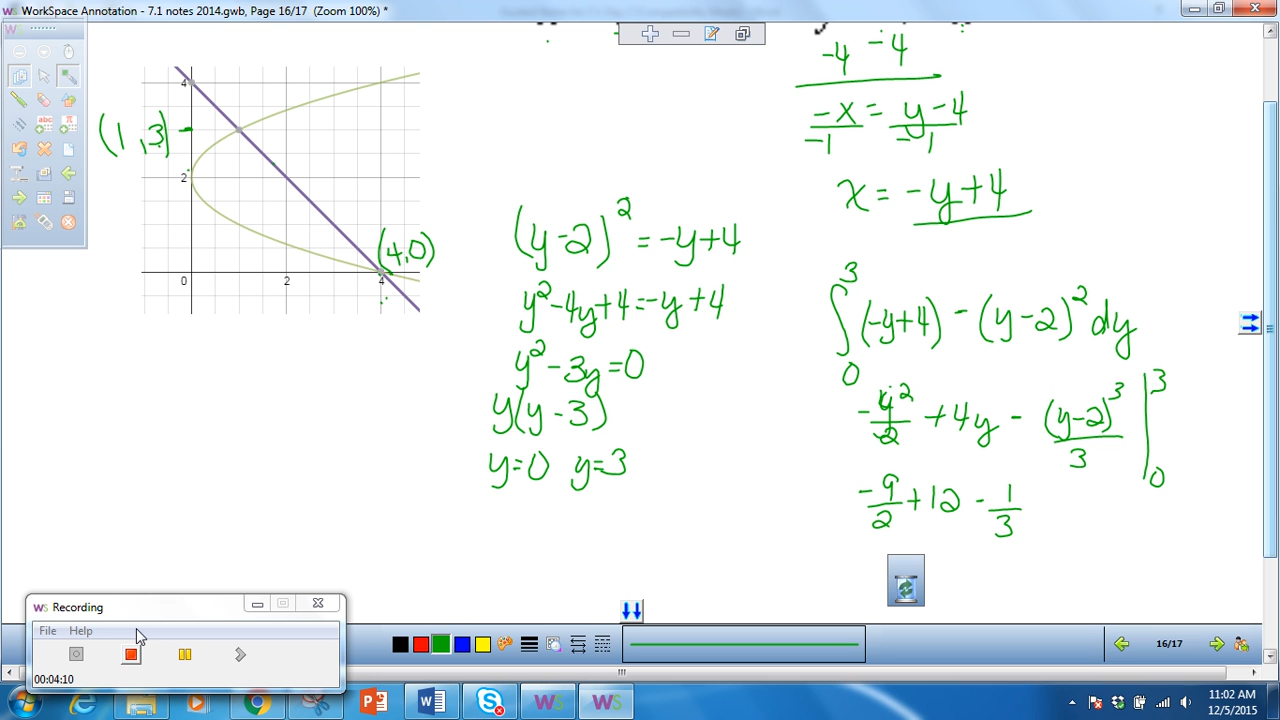 WorkSpace Annotation - 7.1 notes 2014.gwb, Page 16/17 (Zoom 100%) *
-4 -4
-x = y-4
-1 -1
x = -y+4
4
2
0 2 4
(1,3)
(4,0)
(y-2)² = -y+4
y²-4y+4=-y+4
y²-3y=0
y(y-3)
y=0 y=3
∫₀³ (-y+4) - (y-2)² dy
-y²/2 + 4y - (y-2)³/3 |₀³
-9/2 + 12 - 1/3
WS Recording
File Help
00:04:10
16/17
11:02 AM
12/5/2015